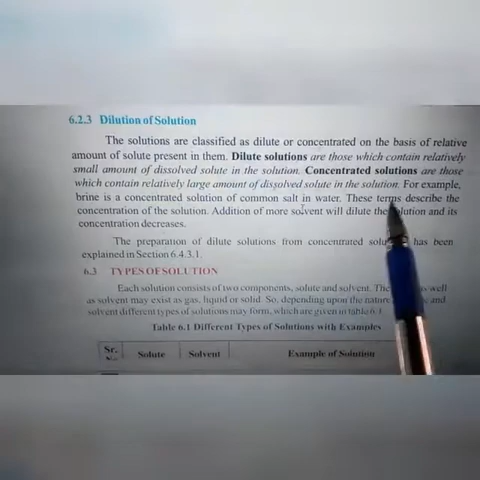 6.2.3 Dilution of Solution
The solutions are classified as dilute or concentrated on the basis of relative
amount of solute present in them. Dilute solutions are those which contain relatively
small amount of dissolved solute in the solution. Concentrated solutions are those
which contain relatively large amount of dissolved solute in the solution. For example,
brine is a concentrated solution of common salt in water. These terms describe the
concentration of the solution. Addition of more solvent will dilute the solution and its
concentration decreases.
The preparation of dilute solutions from concentrated has been
explained in Section 6.4.3.1.
6.3 TYPES OF SOLUTION
Each solution consists of two components, solute and solvent. The well
as solvent may exist as gas, liquid or solid. So, depending upon the nature and
solvent different types of solutions may form, which are given in table 6.1
Table 6.1 Different Types of Solutions with Examples
Sr. Solute Solvent Example of Solution
No.